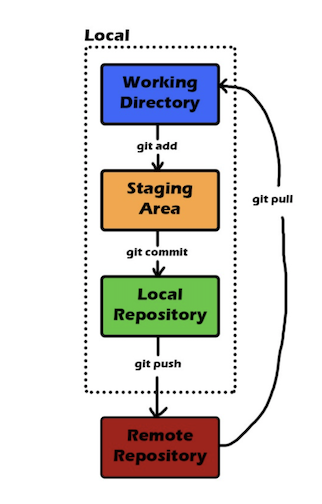 Local
Working
Directory
git add
Staging
Area
git pull
git commit
Local
Repository
git push
Remote
Repository